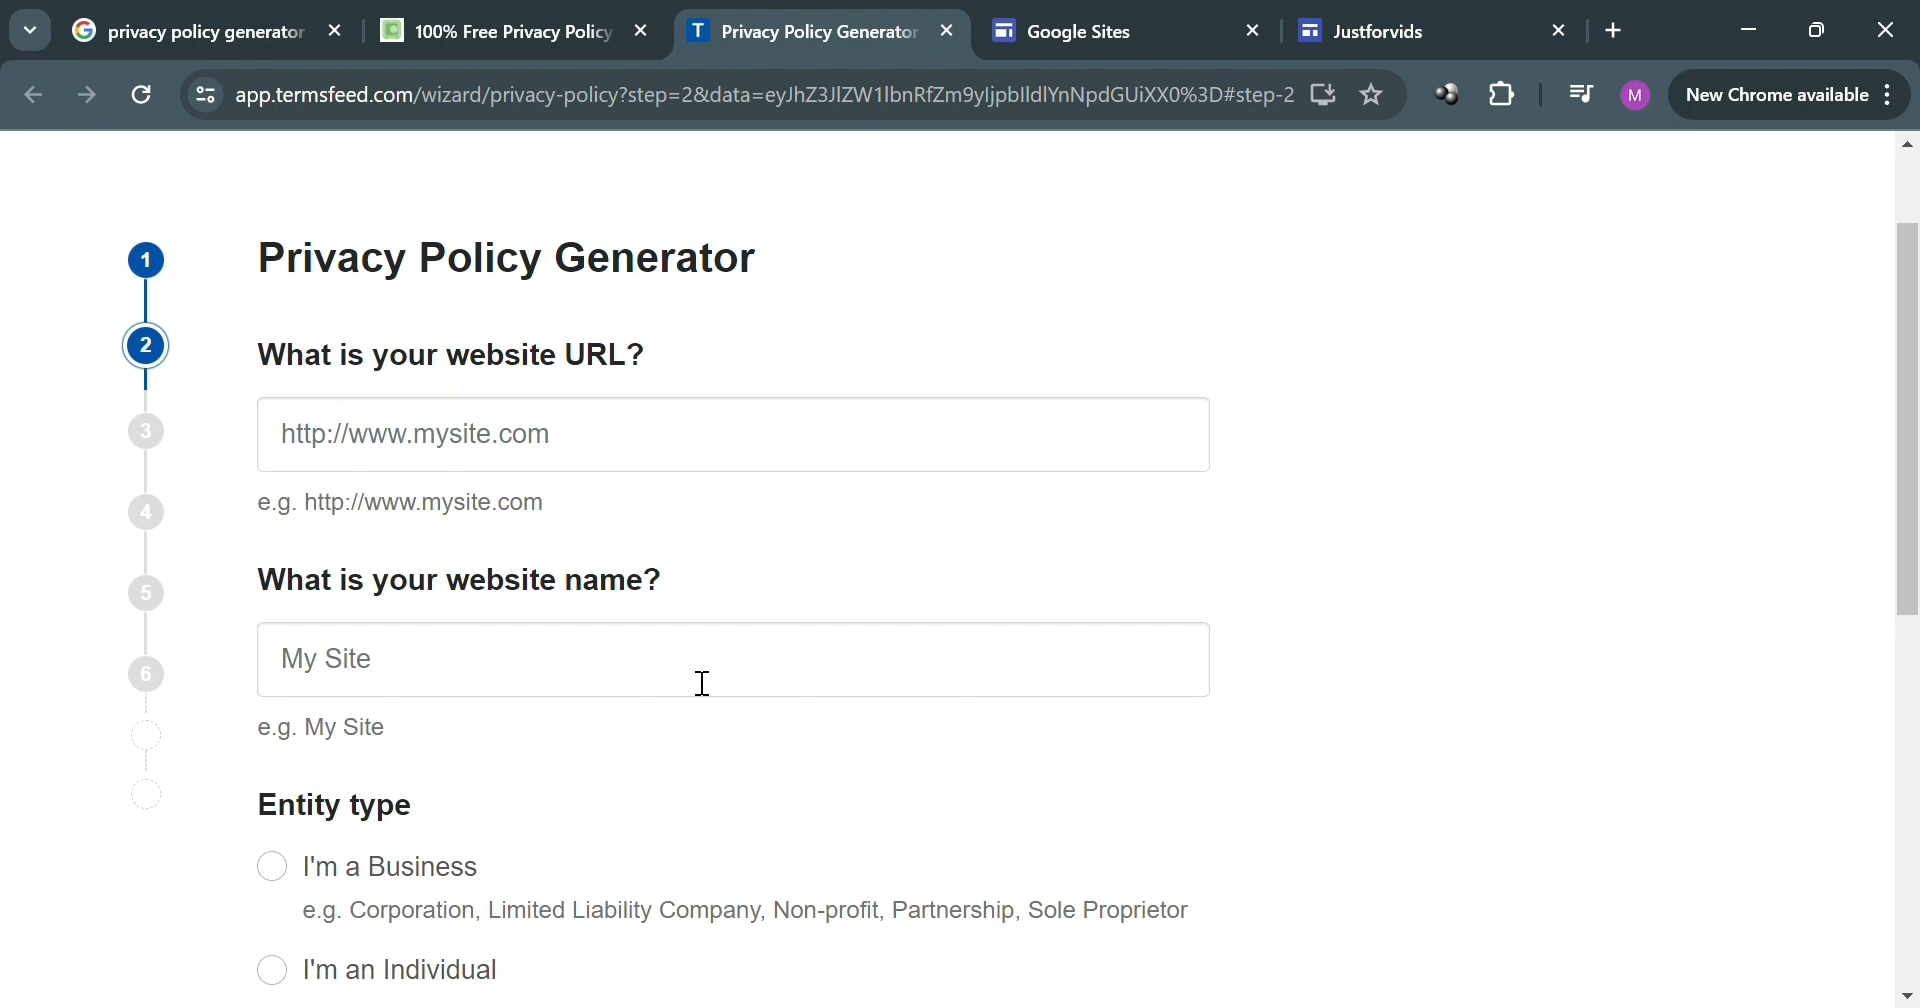 privacy policy generator
100% Free Privacy Policy
T Privacy Policy Generator
Google Sites
Justforvids
app.termsfeed.com/wizard/privacy-policy?step=2&data=eyJhZ3JlZW1lbnRfZm9yIjpbIldlYnNpdGUiXX0%3D#step-2
M
New Chrome available
1
Privacy Policy Generator
2
What is your website URL?
3
http://www.mysite.com
e.g. http://www.mysite.com
4
What is your website name?
5
My Site
6
e.g. My Site
Entity type
I'm a Business
e.g. Corporation, Limited Liability Company, Non-profit, Partnership, Sole Proprietor
I'm an Individual